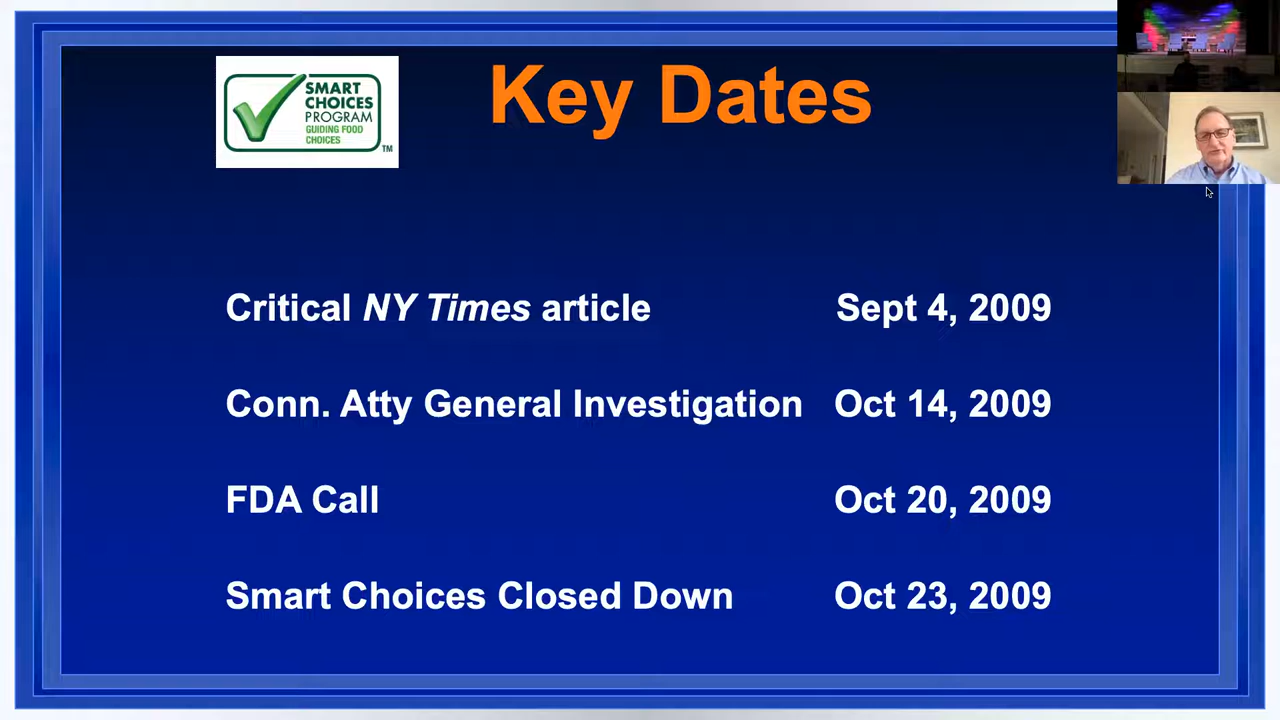 SMART
CHOICES
PROGRAM
GUIDING FOOD
CHOICES
TM
Key Dates
Critical NY Times article Sept 4, 2009
Conn. Atty General Investigation Oct 14, 2009
FDA Call Oct 20, 2009
Smart Choices Closed Down Oct 23, 2009